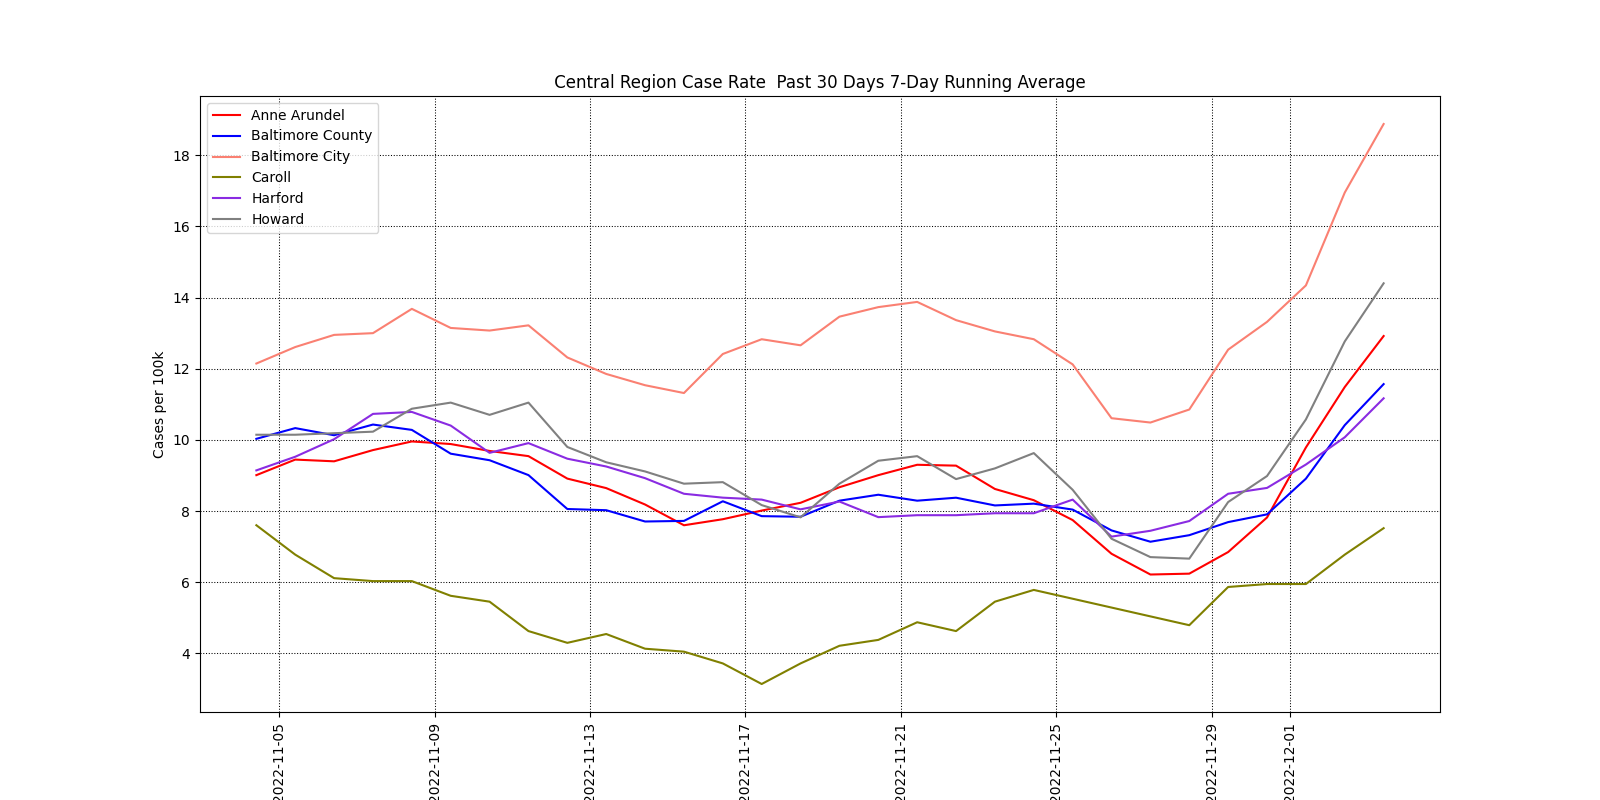 Central Region Case Rate  Past 30 Days 7-Day Running Average
Anne Arundel
Baltimore County
Baltimore City
Caroll
Harford
Howard
18
16
14
12
10
8
6
4
Cases per 100k
2022-11-05
2022-11-09
2022-11-13
2022-11-17
2022-11-21
2022-11-25
2022-11-29
2022-12-01